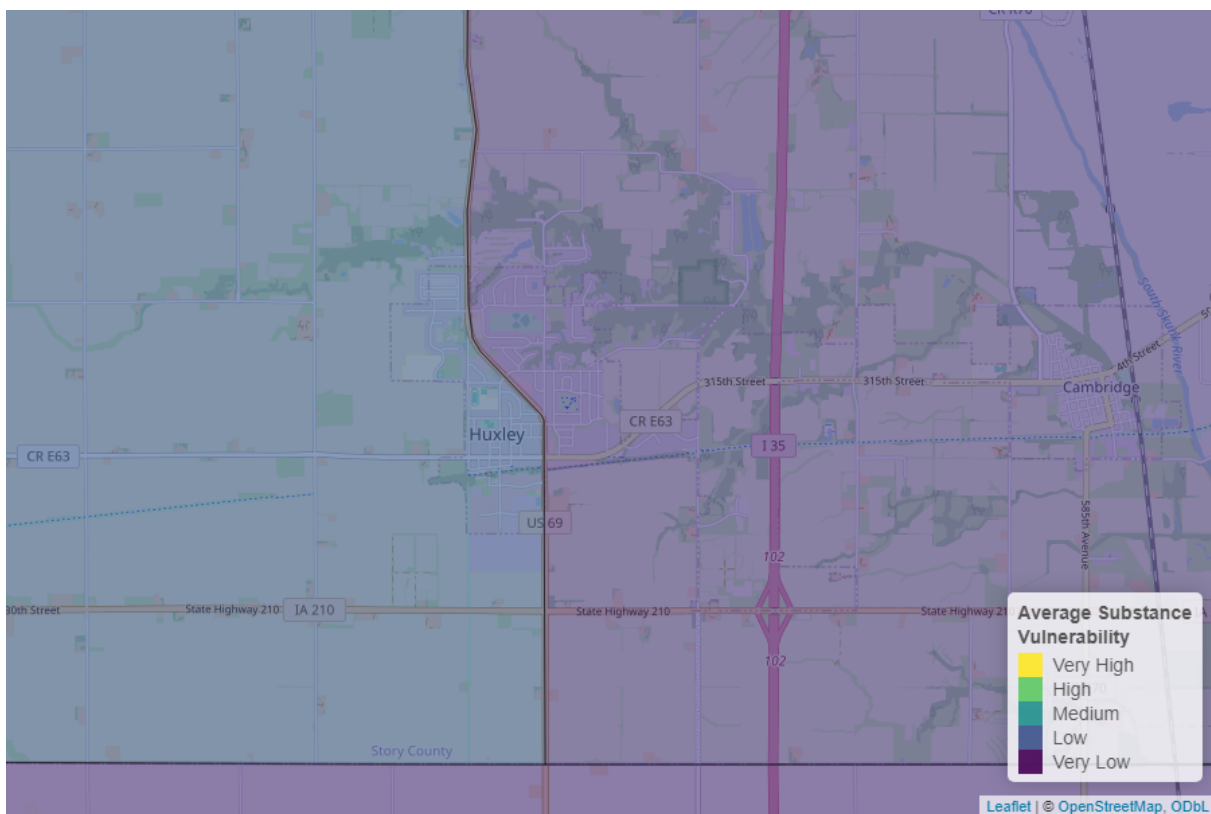 CR R70
South Skunk River
4th Street
315th Street
315th Street
Cambridge
CR E63
Huxley
I 35
CR E63
585th Avenue
US 69
102
30th Street
State Highway 210
IA 210
State Highway 210
State Highway 210
IA
102
Story County
Average Substance
Vulnerability
Very High
High
Medium
Low
Very Low
Leaflet | © OpenStreetMap, ODbL